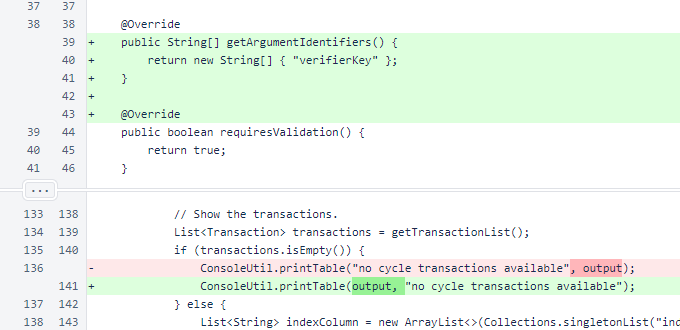 37 37
38 38 @Override
39 + public String[] getArgumentIdentifiers() {
40 + return new String[] { "verifierKey" };
41 + }
42 +
43 + @Override
39 44 public boolean requiresValidation() {
40 45 return true;
41 46 }
...
133 138 // Show the transactions.
134 139 List<Transaction> transactions = getTransactionList();
135 140 if (transactions.isEmpty()) {
136 - ConsoleUtil.printTable("no cycle transactions available", output);
141 + ConsoleUtil.printTable(output, "no cycle transactions available");
137 142 } else {
138 143 List<String> indexColumn = new ArrayList<>(Collections.singletonList("ind